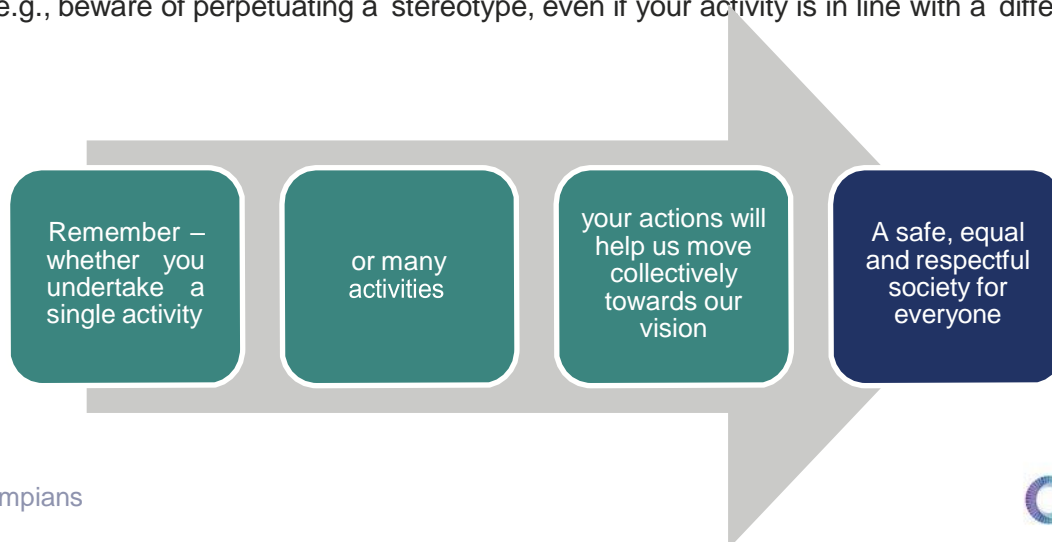 e.g., beware of perpetuating a stereotype, even if your activity is in line with a diffe
Remember –
whether you
undertake a
single activity
or many
activities
your actions will
help us move
collectively
towards our
vision
A safe, equal
and respectful
society for
everyone
mpians